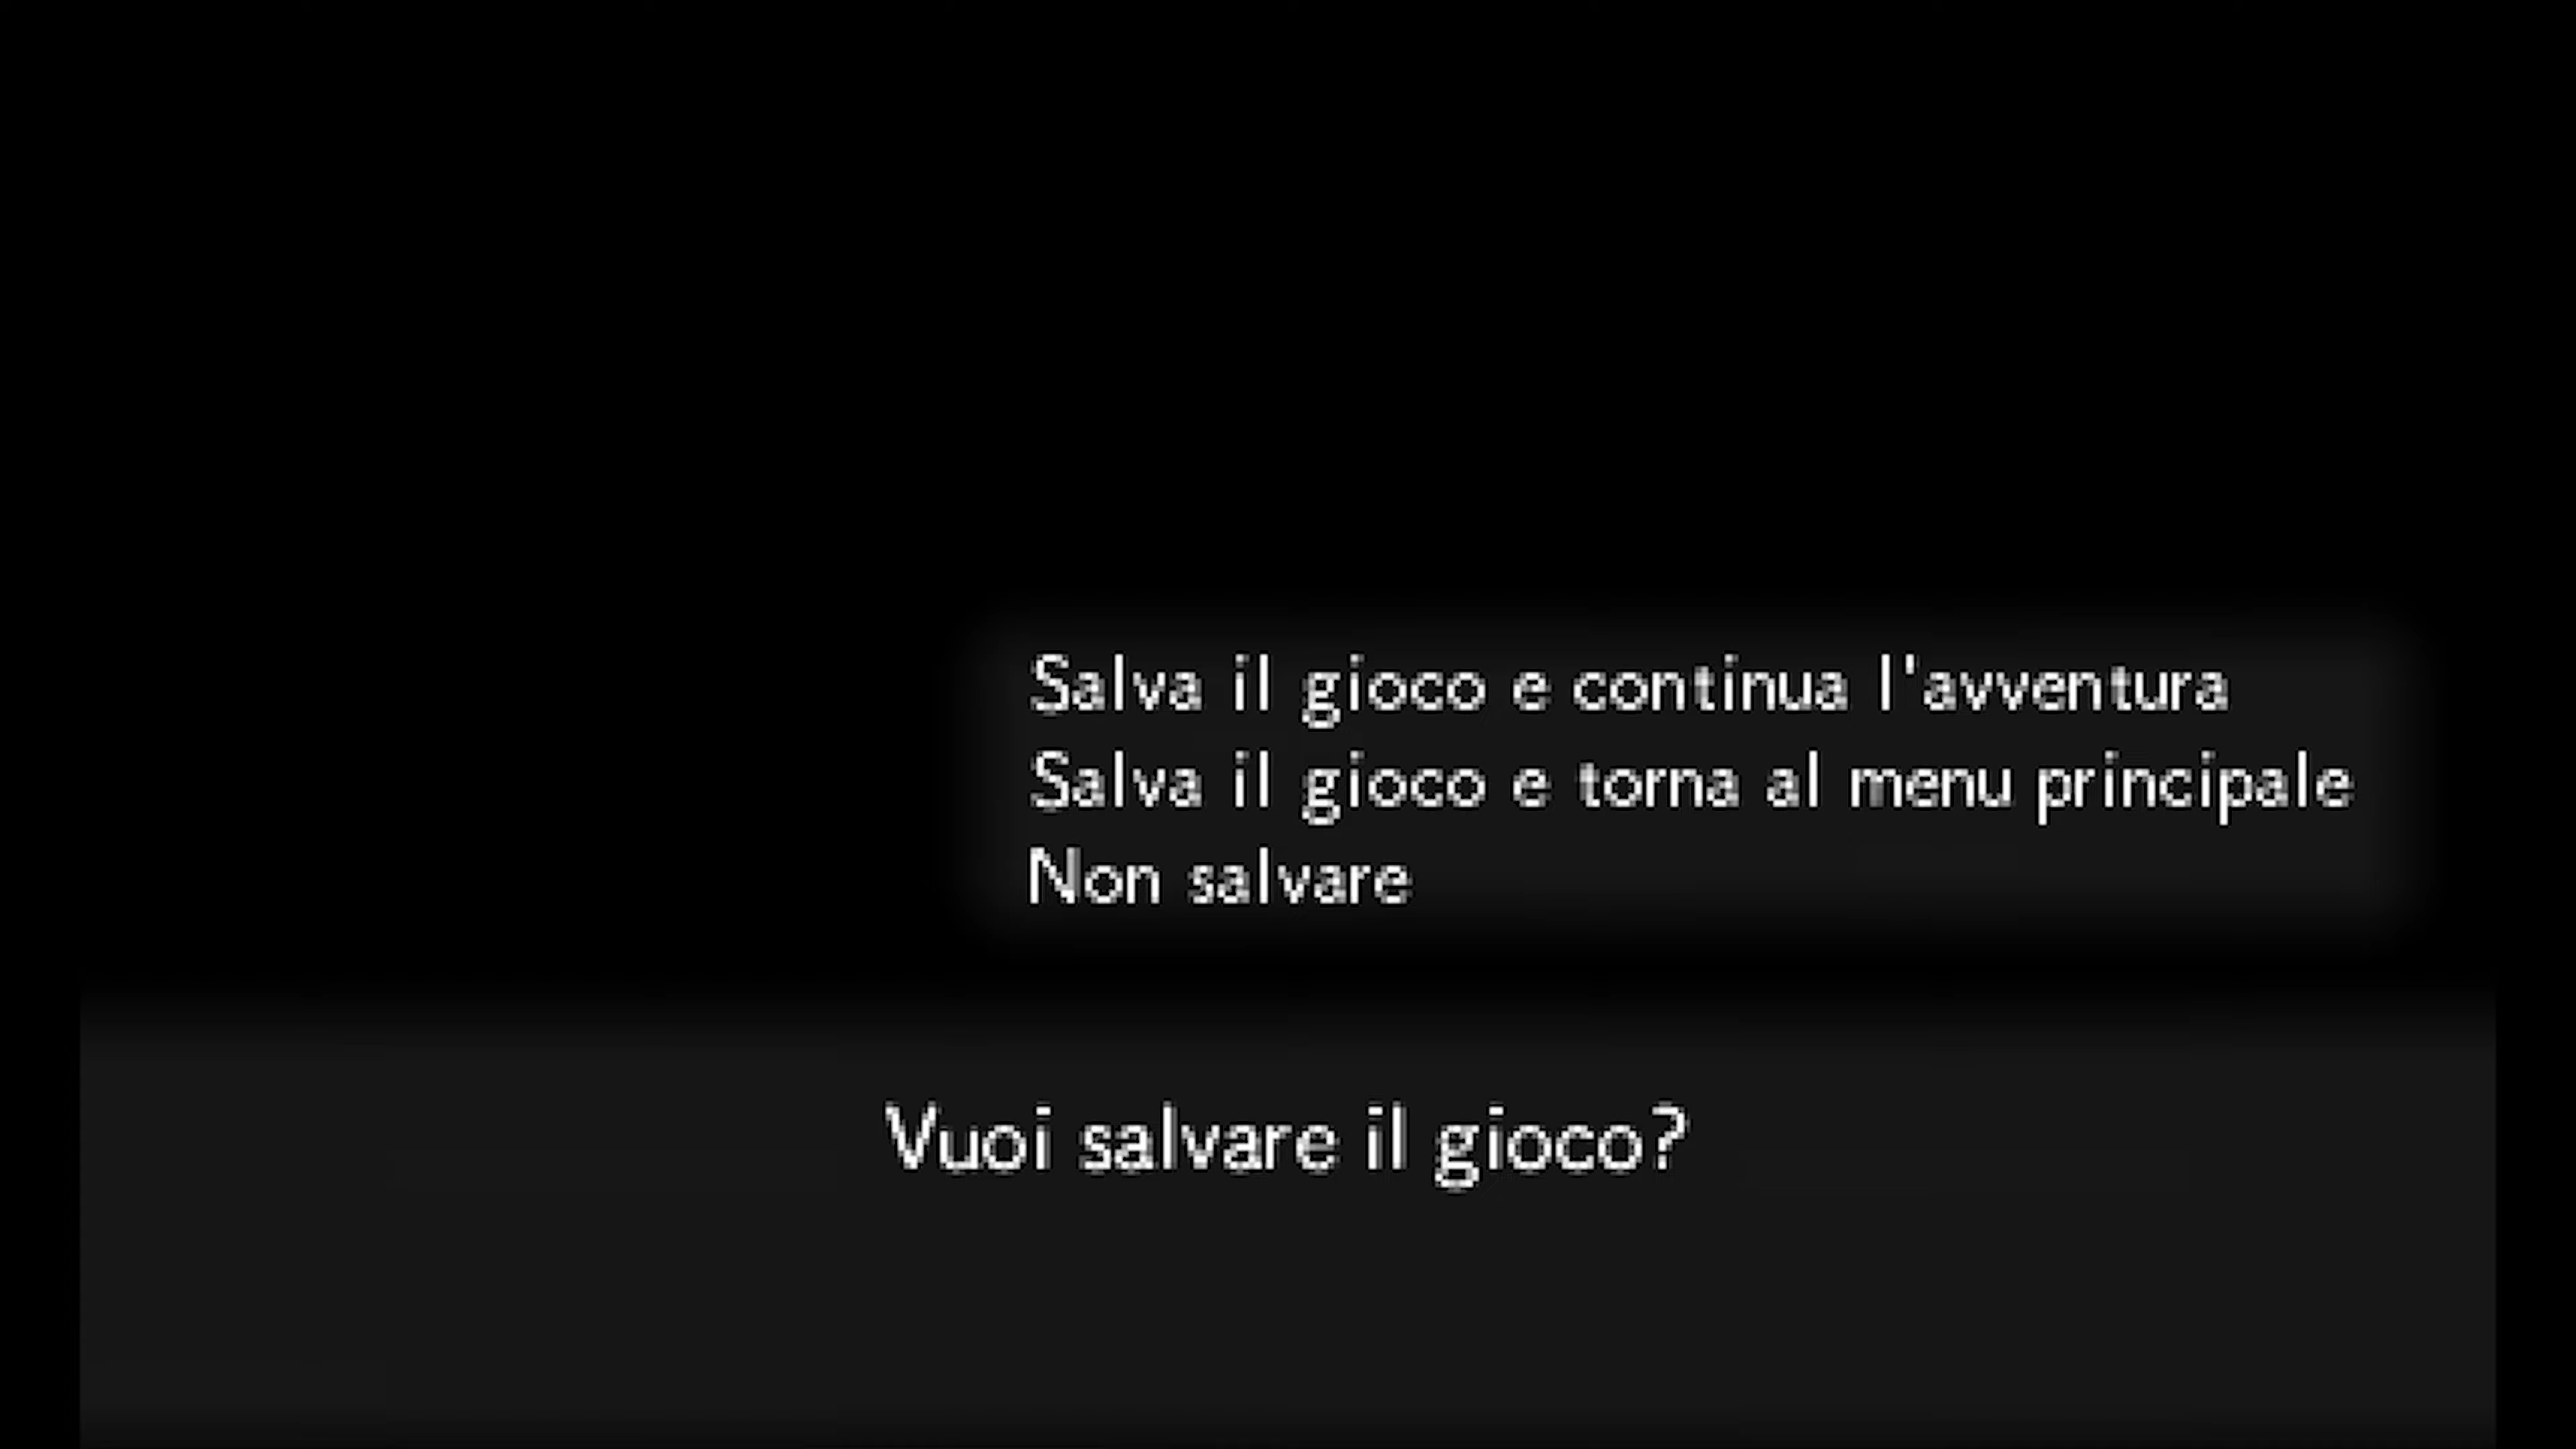 Salva il gioco e continua l'avventura
Salva il gioco e torna al menu principale
Non salvare
Vuoi salvare il gioco?